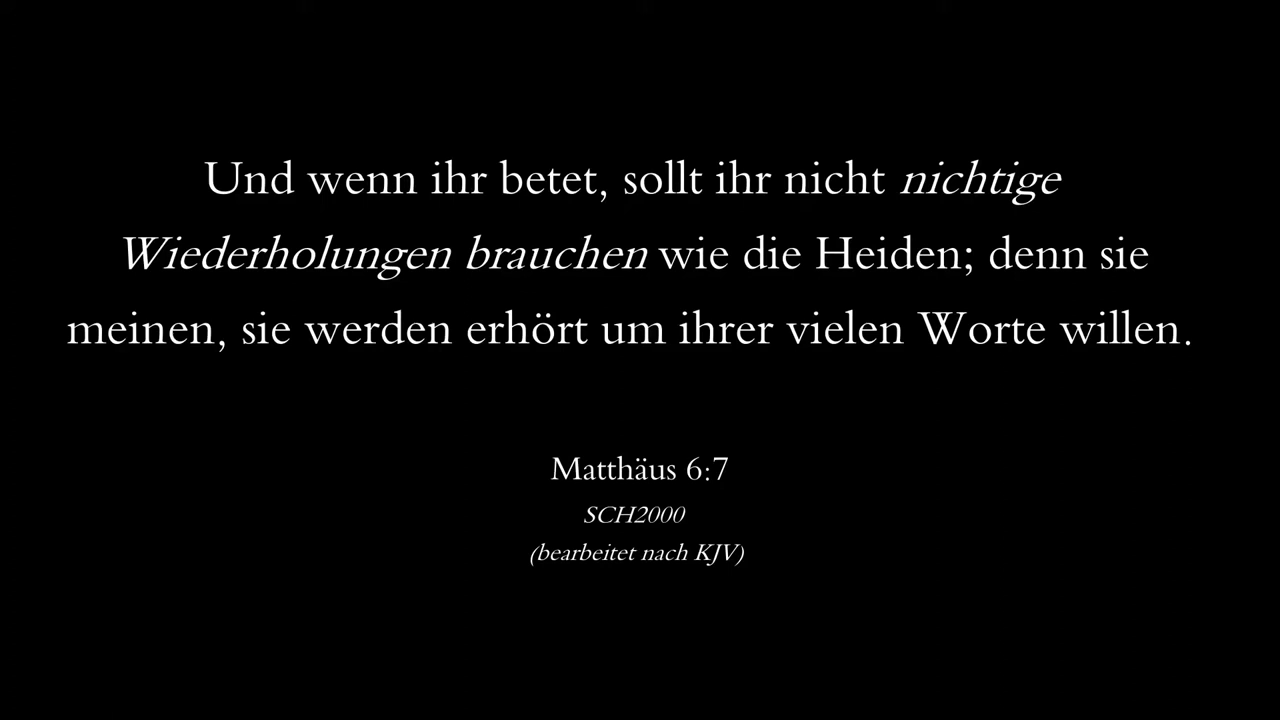 Und wenn ihr betet, sollt ihr nicht nichtige
Wiederholungen brauchen wie die Heiden; denn sie
meinen, sie werden erhört um ihrer vielen Worte willen.
Matthäus 6:7
SCH2000
(bearbeitet nach KJV)